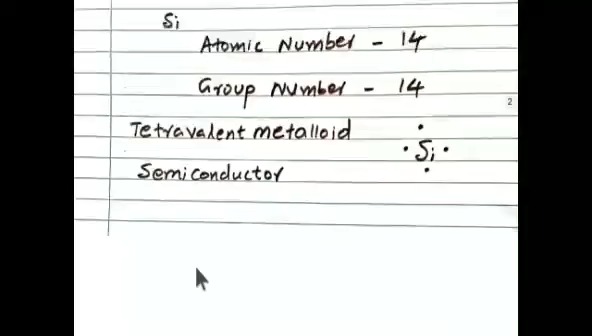 Si
Atomic Number - 14
Group Number - 14
2
Tetravalent metalloid
Si
Semiconductor